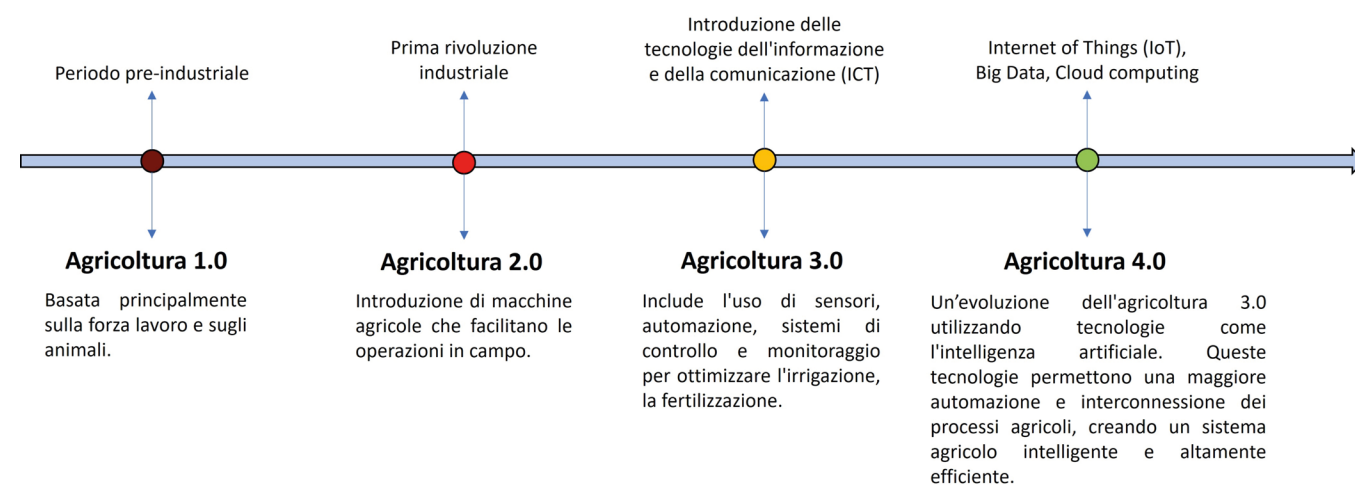 Periodo pre-industriale
Prima rivoluzione
industriale
Introduzione delle
tecnologie dell'informazione
e della comunicazione (ICT)
Internet of Things (IoT),
Big Data, Cloud computing
Agricoltura 1.0
Basata principalmente
sulla forza lavoro e sugli
animali.
Agricoltura 2.0
Introduzione di macchine
agricole che facilitano le
operazioni in campo.
Agricoltura 3.0
Include l'uso di sensori,
automazione, sistemi di
controllo e monitoraggio
per ottimizzare l'irrigazione,
la fertilizzazione.
Agricoltura 4.0
Un’evoluzione dell'agricoltura 3.0
utilizzando tecnologie come
l'intelligenza artificiale. Queste
tecnologie permettono una maggiore
automazione e interconnessione dei
processi agricoli, creando un sistema
agricolo intelligente e altamente
efficiente.